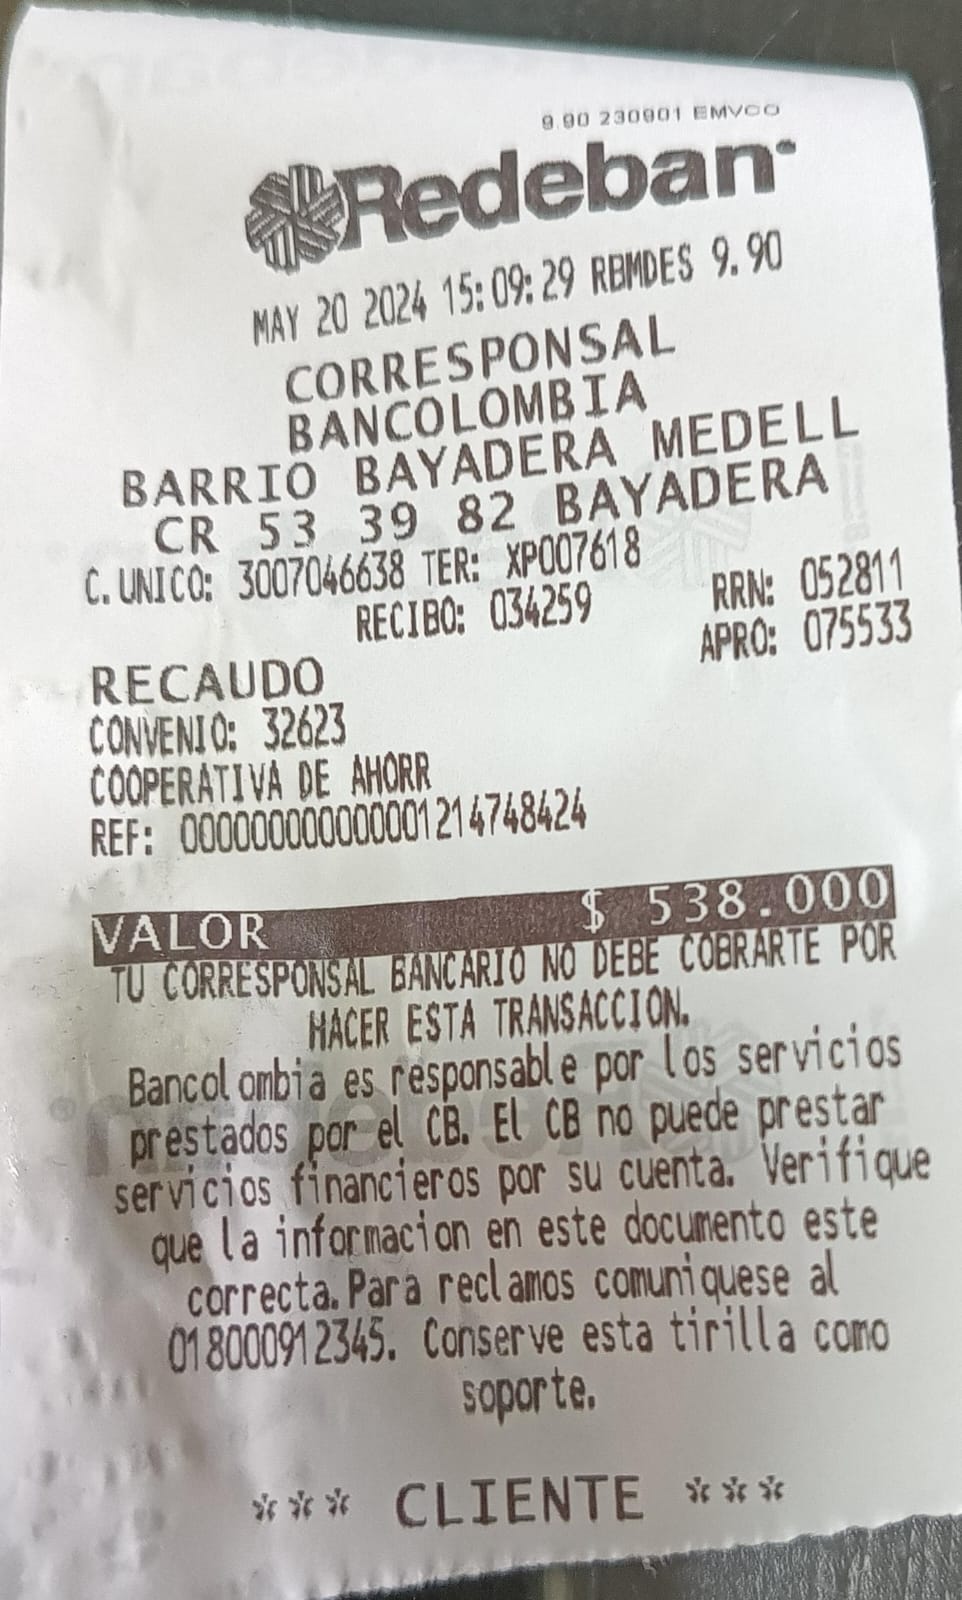 9.90 230901 EMVCO
Redeban
MAY 20 2024 15:09:29 RBMDES 9.90
CORRESPONSAL
BANCOLOMBIA
BARRIO BAYADERA MEDELL
CR 53 39 82 BAYADERA
C. UNICO: 3007046638 TER: XP007618
RECIBO: 034259 RRN: 052811
APRO: 075533
RECAUDO
CONVENIO: 32623
COOPERATIVA DE AHORR
REF: 000000000000001214748424
VALOR $ 538.000
TU CORRESPONSAL BANCARIO NO DEBE COBRARTE POR
HACER ESTA TRANSACCION.
Bancolombia es responsable por los servicios
prestados por el CB. El CB no puede prestar
servicios financieros por su cuenta. Verifique
que la informacion en este documento este
correcta. Para reclamos comuniquese al
018000912345. Conserve esta tirilla como
soporte.
*** CLIENTE ***